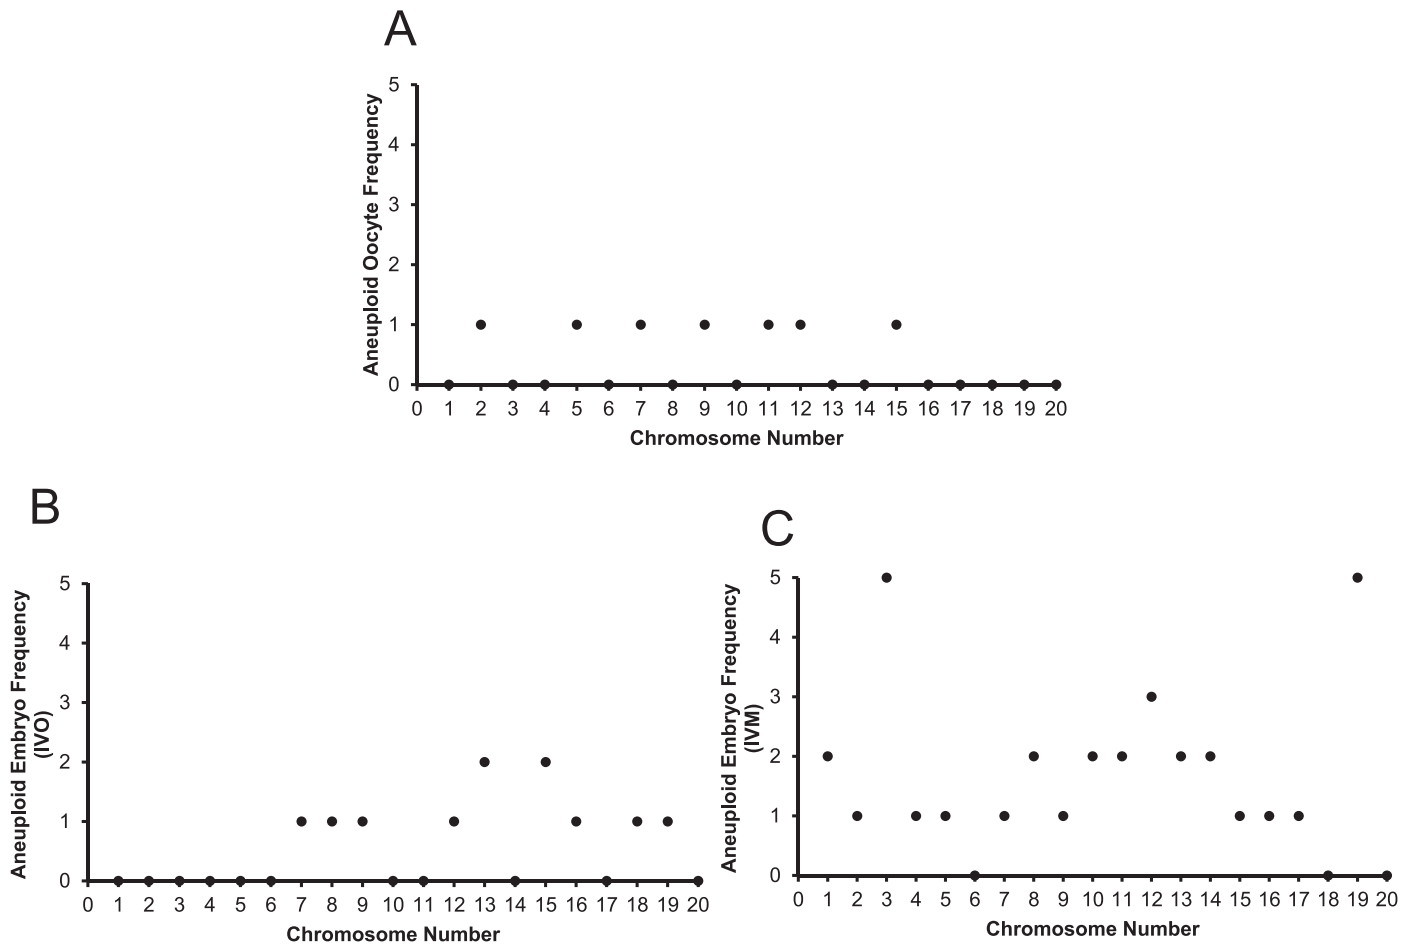 A
5
4
3
2
1
0
Aneuploid Oocyte Frequency
0 1 2 3 4 5 6 7 8 9 10 11 12 13 14 15 16 17 18 19 20
Chromosome Number
B
5
4
3
2
1
0
Aneuploid Embryo Frequency
(IVO)
0 1 2 3 4 5 6 7 8 9 10 11 12 13 14 15 16 17 18 19 20
Chromosome Number
C
5
4
3
2
1
0
Aneuploid Embryo Frequency
(IVM)
0 1 2 3 4 5 6 7 8 9 10 11 12 13 14 15 16 17 18 19 20
Chromosome Number